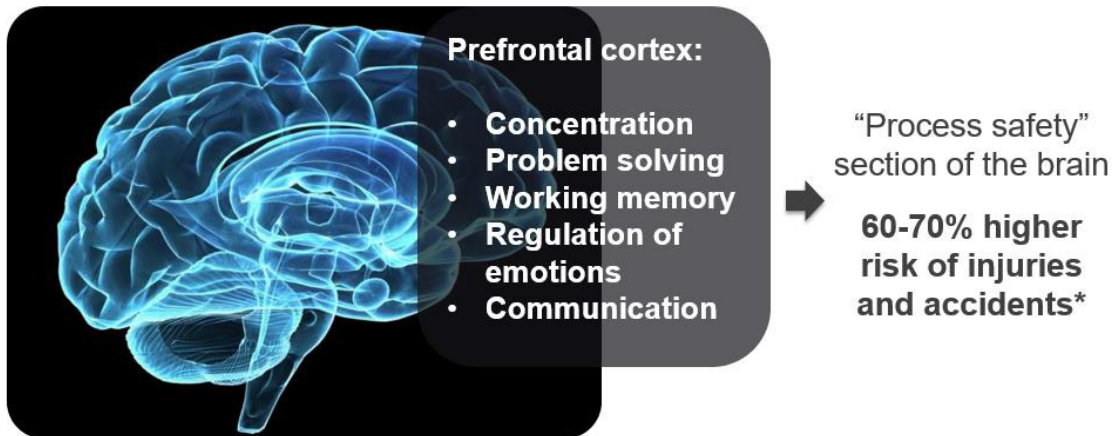 Prefrontal cortex:
• Concentration
• Problem solving
• Working memory
• Regulation of
emotions
• Communication
“Process safety”
section of the brain
60-70% higher
risk of injuries
and accidents*